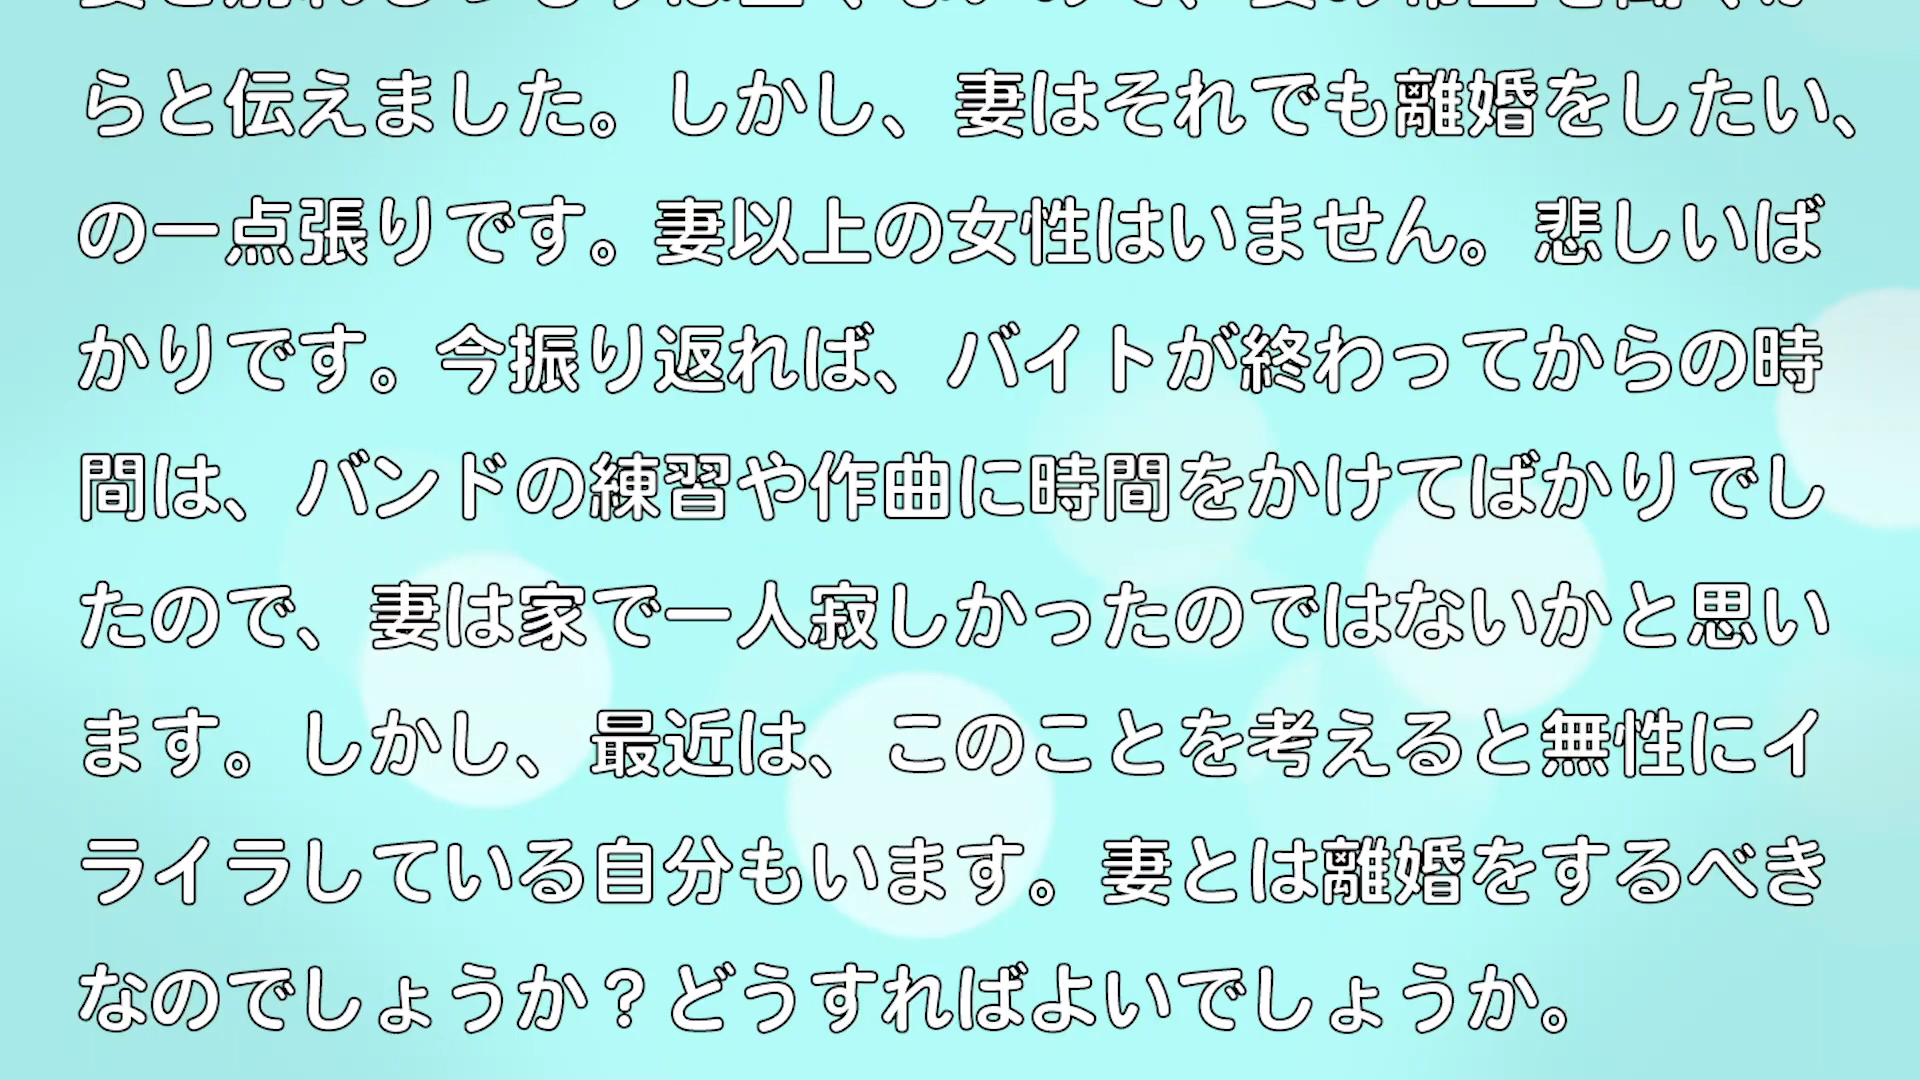 らと伝えました。しかし、妻はそれでも離婚をしたい、
の一点張りです。妻以上の女性はいません。悲しいば
かりです。今振り返れば、バイトが終わってからの時
間は、バンドの練習や作曲に時間をかけてばかりでし
たので、妻は家で一人寂しかったのではないかと思い
ます。しかし、最近は、このことを考えると無性にイ
ライラしている自分もいます。妻とは離婚をするべき
なのでしょうか？どうすればよいでしょうか。